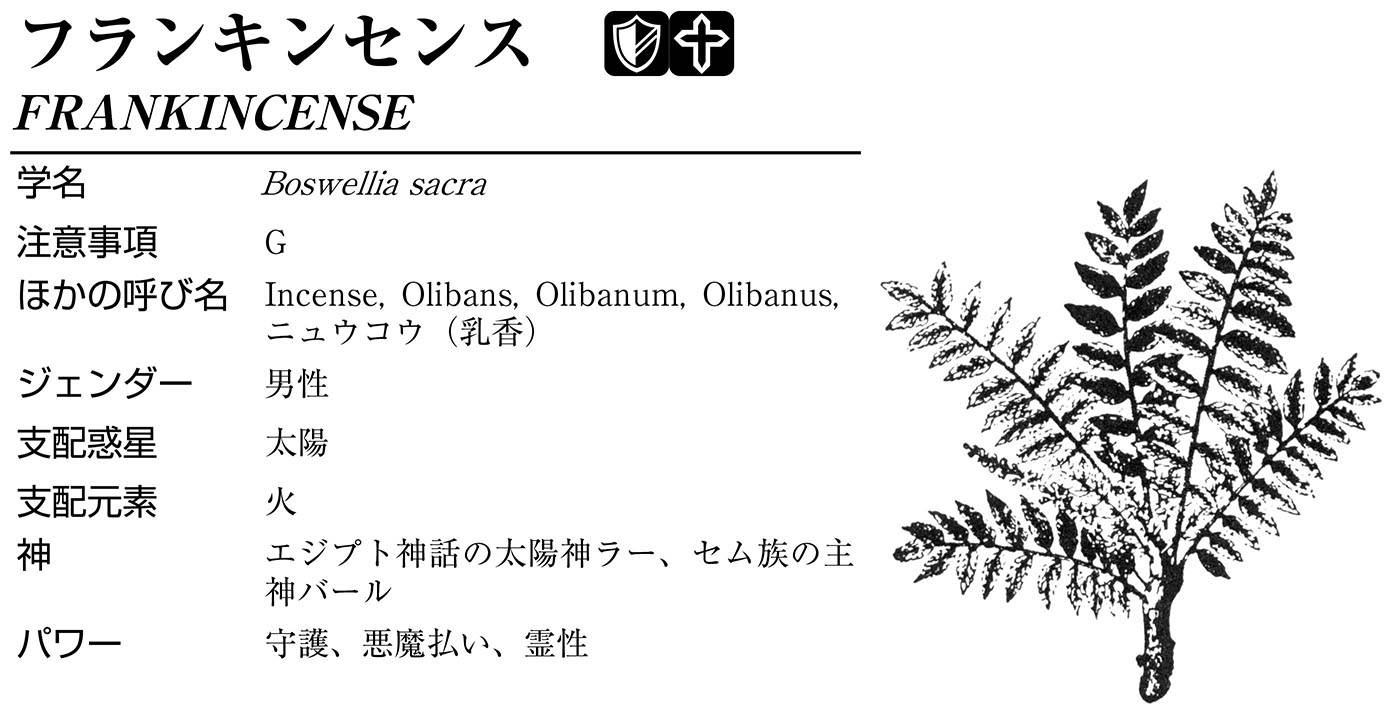 フランキンセンス
FRANKINCENSE
学名 Boswellia sacra
注意事項 G
ほかの呼び名 Incense, Olibans, Olibanum, Olibanus,
ニュウコウ（乳香）
ジェンダー 男性
支配惑星 太陽
支配元素 火
神 エジプト神話の太陽神ラー、セム族の主
神バール
パワー 守護、悪魔払い、霊性